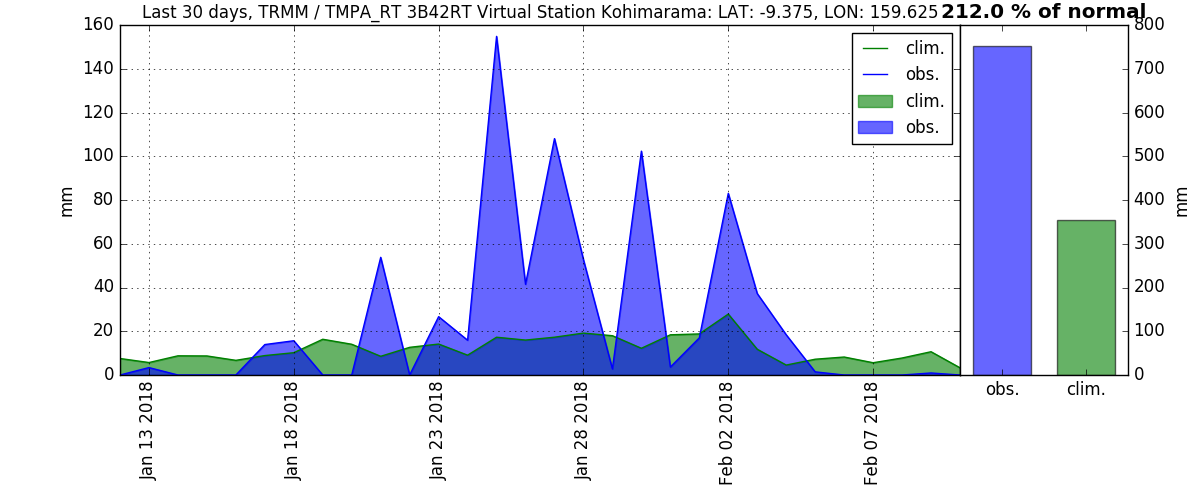 Last 30 days, TRMM / TMPA_RT 3B42RT Virtual Station Kohimarama: LAT: -9.375, LON: 159.625
212.0 % of normal
160
140
120
100
80
60
40
20
0
mm
clim.
obs.
clim.
obs.
Jan 13 2018
Jan 18 2018
Jan 23 2018
Jan 28 2018
Feb 02 2018
Feb 07 2018
800
700
600
500
400
300
200
100
0
mm
obs.
clim.